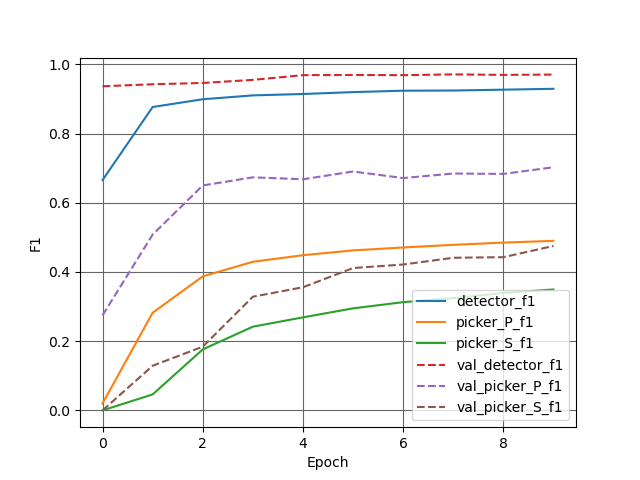 1.0
0.8
0.6
0.4
0.2
0.0
F1
0
2
4
6
8
Epoch
detector_f1
picker_P_f1
picker_S_f1
val_detector_f1
val_picker_P_f1
val_picker_S_f1